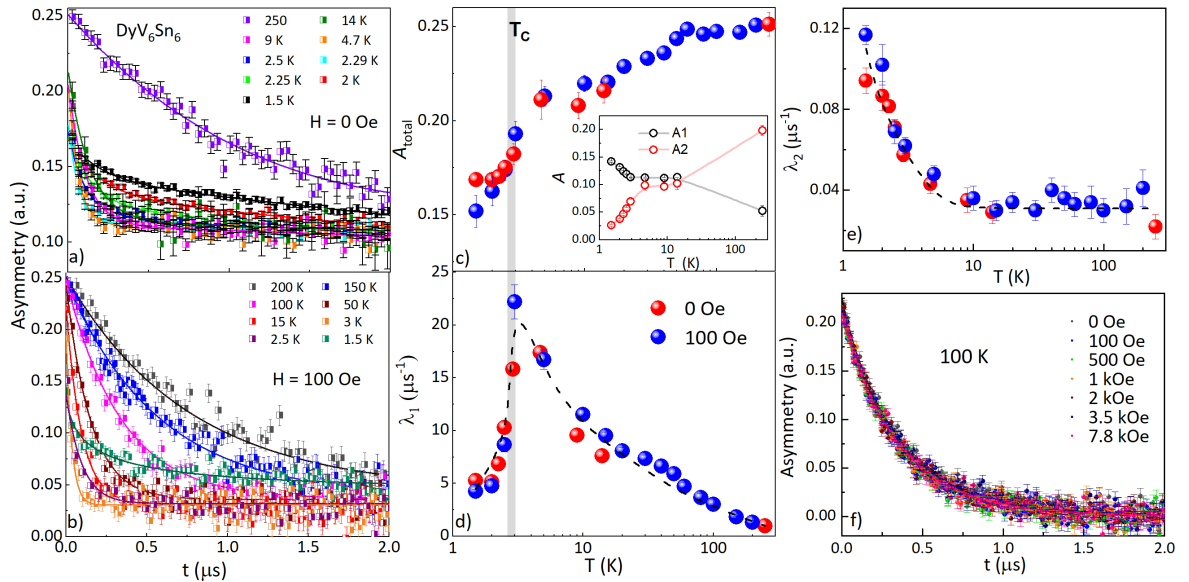 Asymmetry (a.u.)
0.25
0.20
0.15
0.10
DyV6Sn6
250
14 K
9 K
4.7 K
2.5 K
2.29 K
2.25 K
2 K
1.5 K
H = 0 Oe
a)
0.25
0.20
0.15
0.10
0.05
0.00
200 K
150 K
100 K
50 K
15 K
3 K
2.5 K
1.5 K
H = 100 Oe
b)
0.0
0.5
1.0
1.5
2.0
t (μs)
A_total
0.25
0.20
0.15
T_C
c)
A
0.20
0.15
0.10
0.05
0.00
A1
A2
1
10
100
T (K)
λ1 (μs⁻¹)
25
20
15
10
5
0
0 Oe
100 Oe
d)
1
10
100
T (K)
λ2 (μs⁻¹)
0.12
0.08
0.04
e)
1
10
100
T (K)
Asymmetry (a.u.)
0.20
0.15
0.10
0.05
0.00
100 K
0 Oe
100 Oe
500 Oe
1 kOe
2 kOe
3.5 kOe
7.8 kOe
f)
0.0
0.5
1.0
1.5
2.0
t (μs)